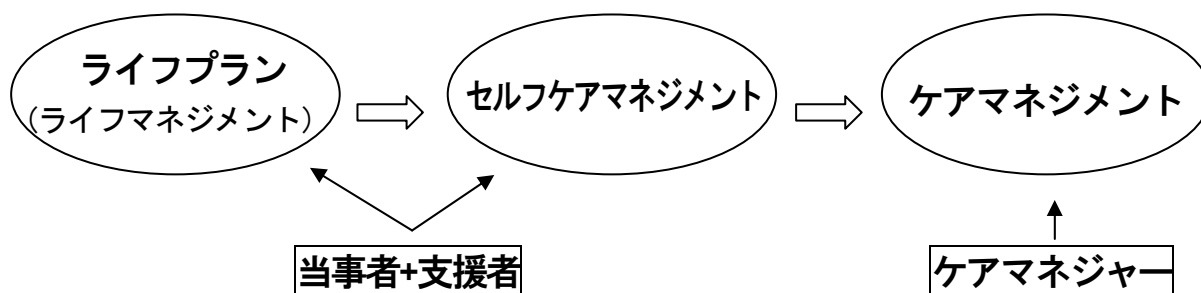 ライフプラン
（ライフマネジメント）
セルフケアマネジメント
ケアマネジメント
当事者+支援者
ケアマネジャー